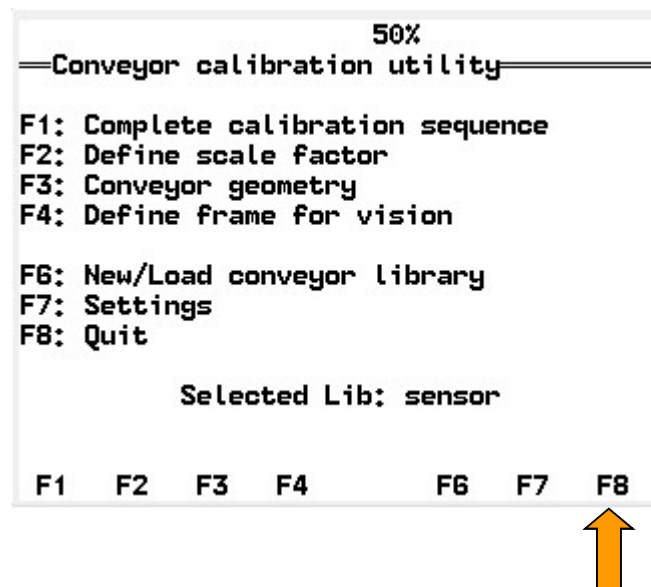 50%
Conveyor calibration utility
F1: Complete calibration sequence
F2: Define scale factor
F3: Conveyor geometry
F4: Define frame for vision
F6: New/Load conveyor library
F7: Settings
F8: Quit
Selected Lib: sensor
F1 F2 F3 F4 F6 F7 F8